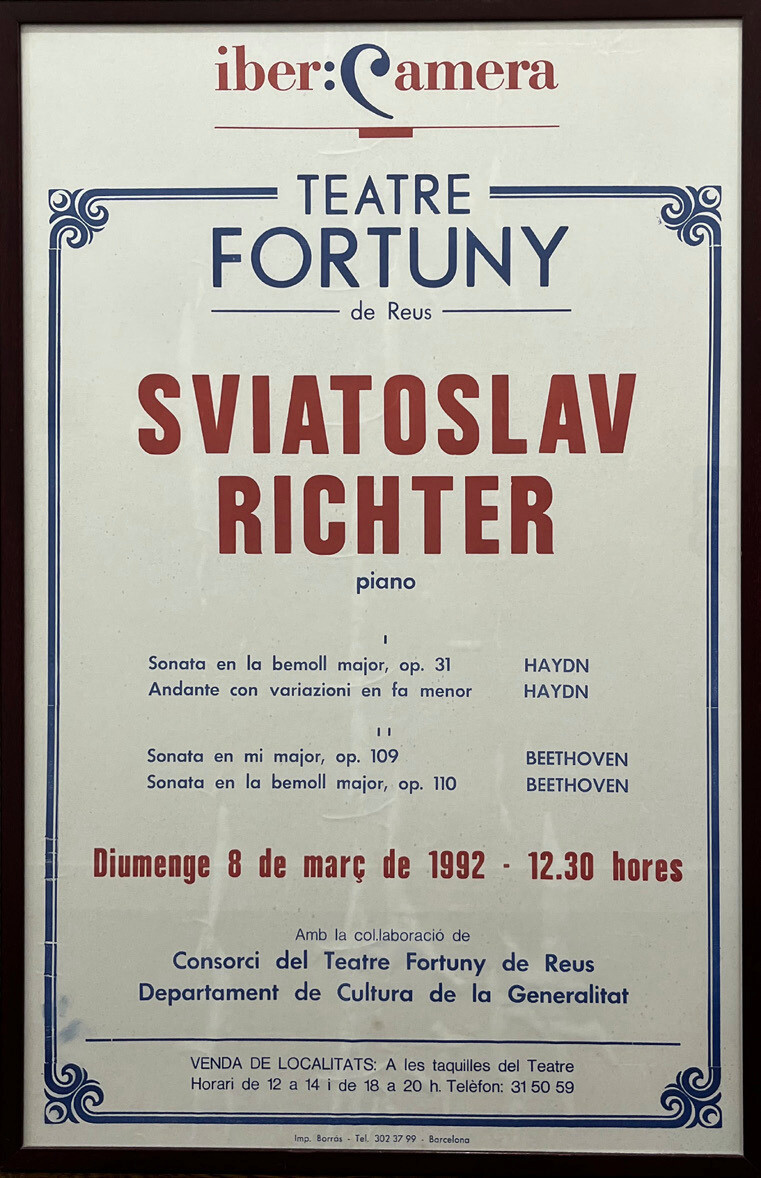 iber:Camera
TEATRE
FORTUNY
de Reus
SVIATOSLAV
RICHTER
piano
I
Sonata en la bemoll major, op. 31 HAYDN
Andante con variazioni en fa menor HAYDN
II
Sonata en mi major, op. 109 BEETHOVEN
Sonata en la bemoll major, op. 110 BEETHOVEN
Diumenge 8 de març de 1992 - 12.30 hores
Amb la col.laboració de
Consorci del Teatre Fortuny de Reus
Departament de Cultura de la Generalitat
VENDA DE LOCALITATS: A les taquilles del Teatre
Horari de 12 a 14 i de 18 a 20 h. Telèfon: 31 50 59
Imp. Borrás - Tel. 302 37 99 - Barcelona